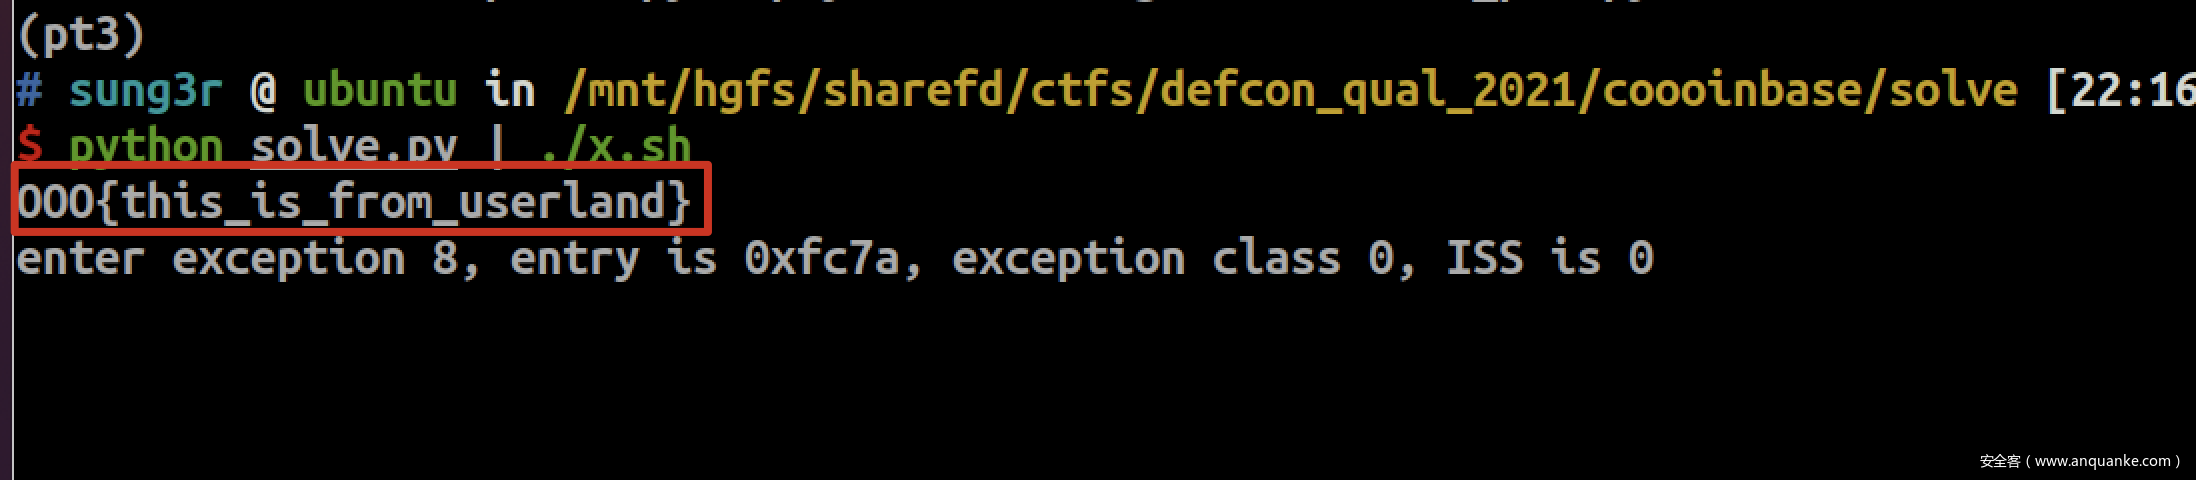 (pt3)
# sung3r @ ubuntu in /mnt/hgfs/sharefd/ctfs/defcon_qual_2021/coooinbase/solve [22:16
$ python solve.py | ./x.sh
OOO{this_is_from_userland}
enter exception 8, entry is 0xfc7a, exception class 0, ISS is 0
安全客（www.anquanke.com）